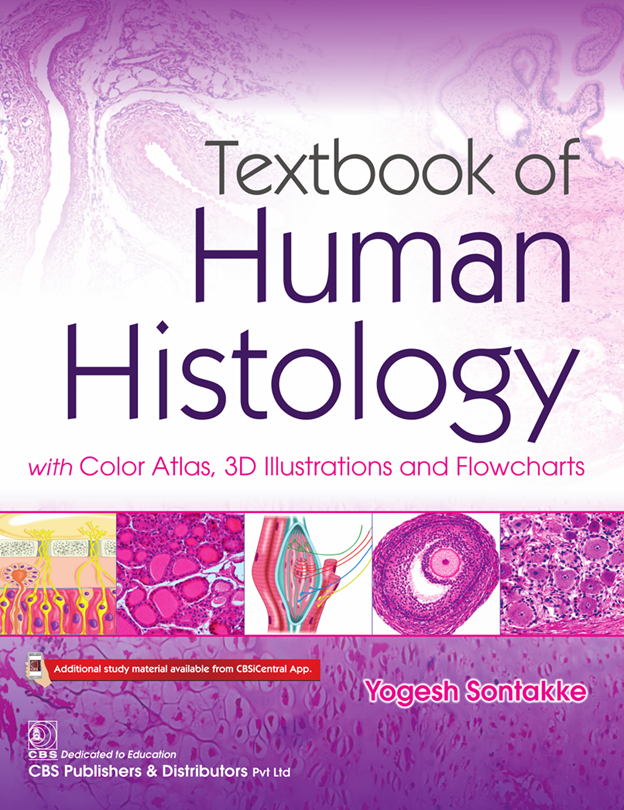 Textbook of
Human
Histology
with Color Atlas, 3D Illustrations and Flowcharts
Additional study material available from CBSiCentral App.
Yogesh Sontakke
CBS Dedicated to Education
CBS Publishers & Distributors Pvt Ltd